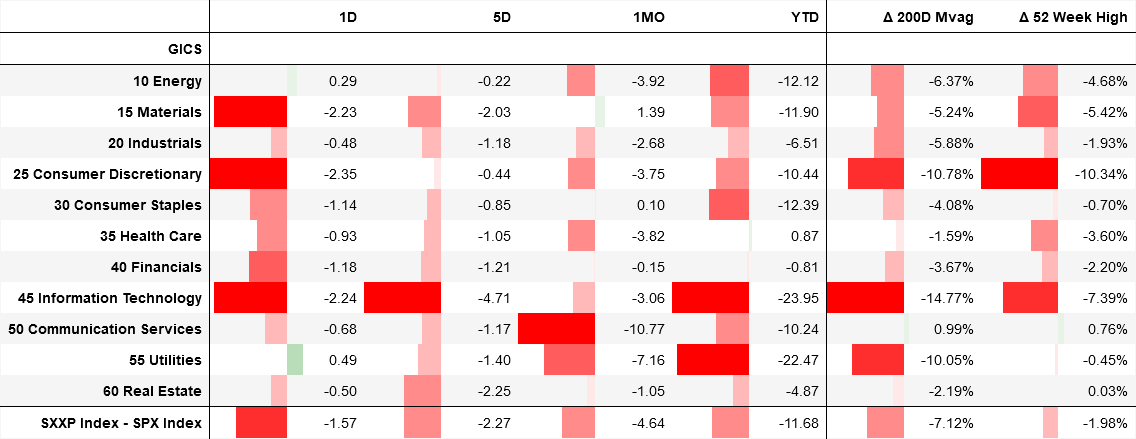 1D 5D 1MO YTD Δ 200D Mvag Δ 52 Week High
GICS
10 Energy 0.29 -0.22 -3.92 -12.12 -6.37% -4.68%
15 Materials -2.23 -2.03 1.39 -11.90 -5.24% -5.42%
20 Industrials -0.48 -1.18 -2.68 -6.51 -5.88% -1.93%
25 Consumer Discretionary -2.35 -0.44 -3.75 -10.44 -10.78% -10.34%
30 Consumer Staples -1.14 -0.85 0.10 -12.39 -4.08% -0.70%
35 Health Care -0.93 -1.05 -3.82 0.87 -1.59% -3.60%
40 Financials -1.18 -1.21 -0.15 -0.81 -3.67% -2.20%
45 Information Technology -2.24 -4.71 -3.06 -23.95 -14.77% -7.39%
50 Communication Services -0.68 -1.17 -10.77 -10.24 0.99% 0.76%
55 Utilities 0.49 -1.40 -7.16 -22.47 -10.05% -0.45%
60 Real Estate -0.50 -2.25 -1.05 -4.87 -2.19% 0.03%
SXXP Index - SPX Index -1.57 -2.27 -4.64 -11.68 -7.12% -1.98%